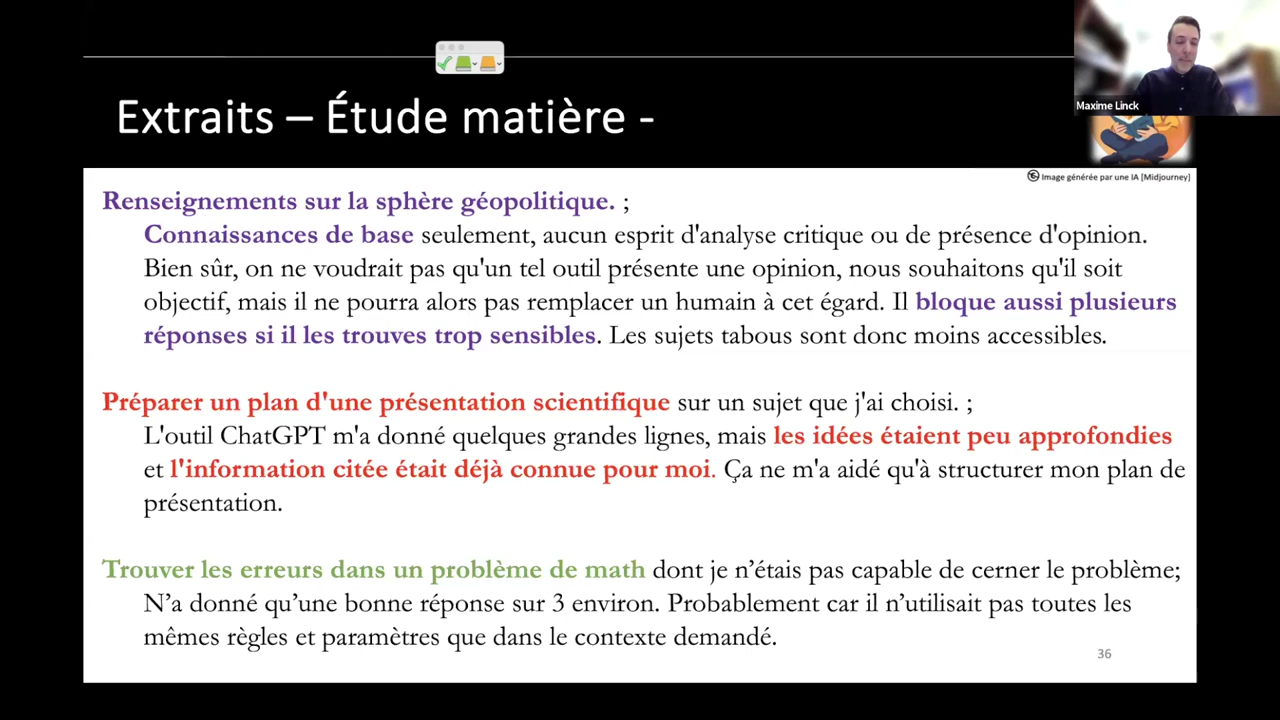 Maxime Linck
Extraits – Étude matière -
Image générée par une IA [Midjourney]
Renseignements sur la sphère géopolitique. ;
Connaissances de base seulement, aucun esprit d'analyse critique ou de présence d'opinion.
Bien sûr, on ne voudrait pas qu'un tel outil présente une opinion, nous souhaitons qu'il soit
objectif, mais il ne pourra alors pas remplacer un humain à cet égard. Il bloque aussi plusieurs
réponses si il les trouves trop sensibles. Les sujets tabous sont donc moins accessibles.
Préparer un plan d'une présentation scientifique sur un sujet que j'ai choisi. ;
L'outil ChatGPT m'a donné quelques grandes lignes, mais les idées étaient peu approfondies
et l'information citée était déjà connue pour moi. Ça ne m'a aidé qu'à structurer mon plan de
présentation.
Trouver les erreurs dans un problème de math dont je n’étais pas capable de cerner le problème;
N’a donné qu’une bonne réponse sur 3 environ. Probablement car il n’utilisait pas toutes les
mêmes règles et paramètres que dans le contexte demandé.
36